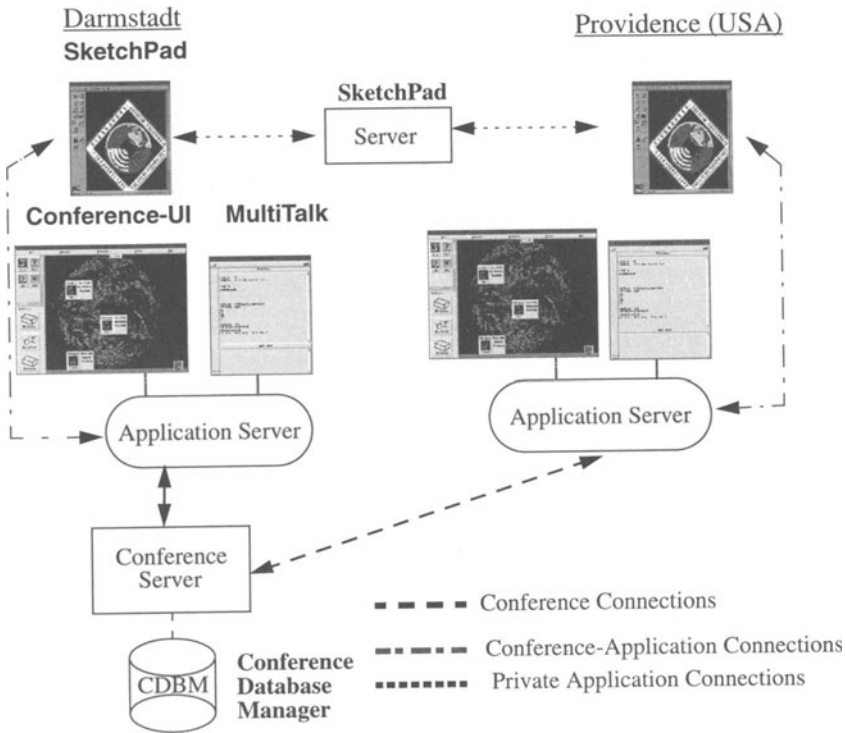 Darmstadt
Providence (USA)
SketchPad
SketchPad
Server
Conference-UI
MultiTalk
Application Server
Application Server
Conference
Server
Conference Connections
Conference-Application Connections
Private Application Connections
CDBM
Conference
Database
Manager